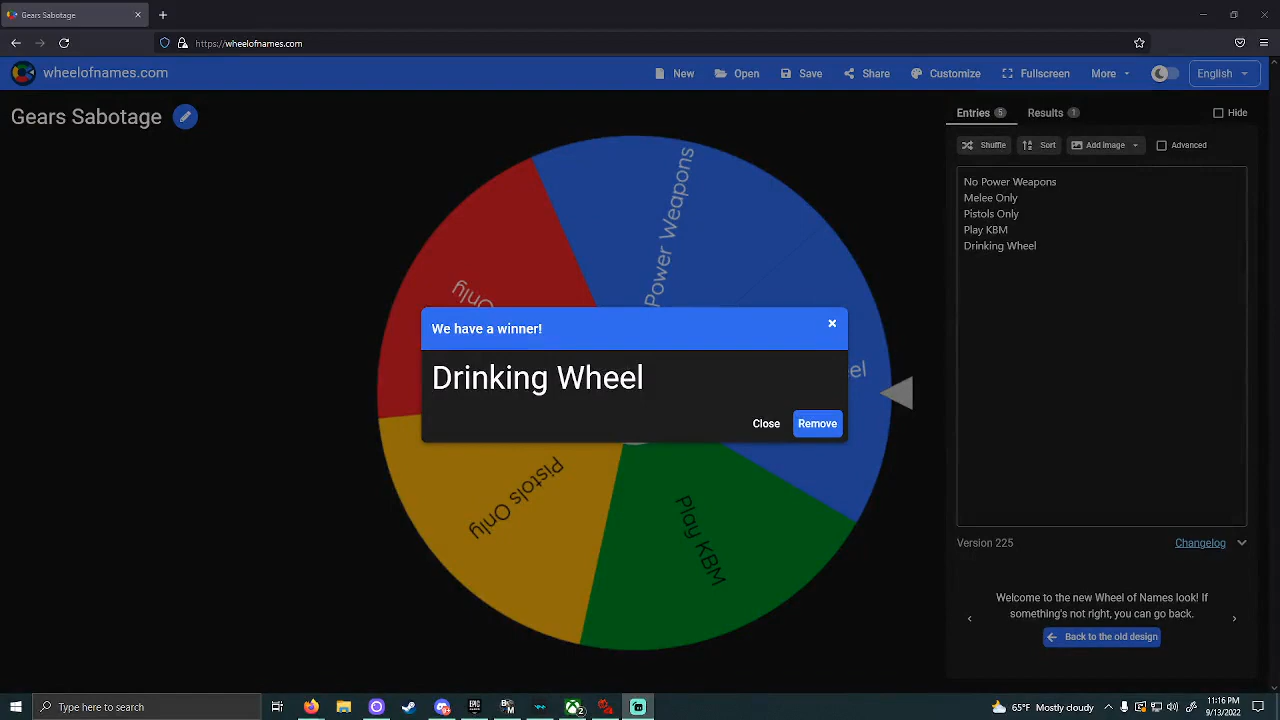 Gears Sabotage
https://wheelofnames.com
wheelofnames.com
New
Open
Save
Share
Customize
Fullscreen
More
English
Gears Sabotage
Entries 5
Results 1
Hide
Shuffle
Sort
Add Image
Advanced
No Power Weapons
Melee Only
Pistols Only
Play KBM
Drinking Wheel
Power Weapons
Only
el
Pistols Only
Play KBM
We have a winner!
Drinking Wheel
Close
Remove
Version 225
Changelog
Welcome to the new Wheel of Names look! If
something's not right, you can go back.
Back to the old design
Type here to search
65°F Mostly cloudy
11:16 PM
9/13/2022